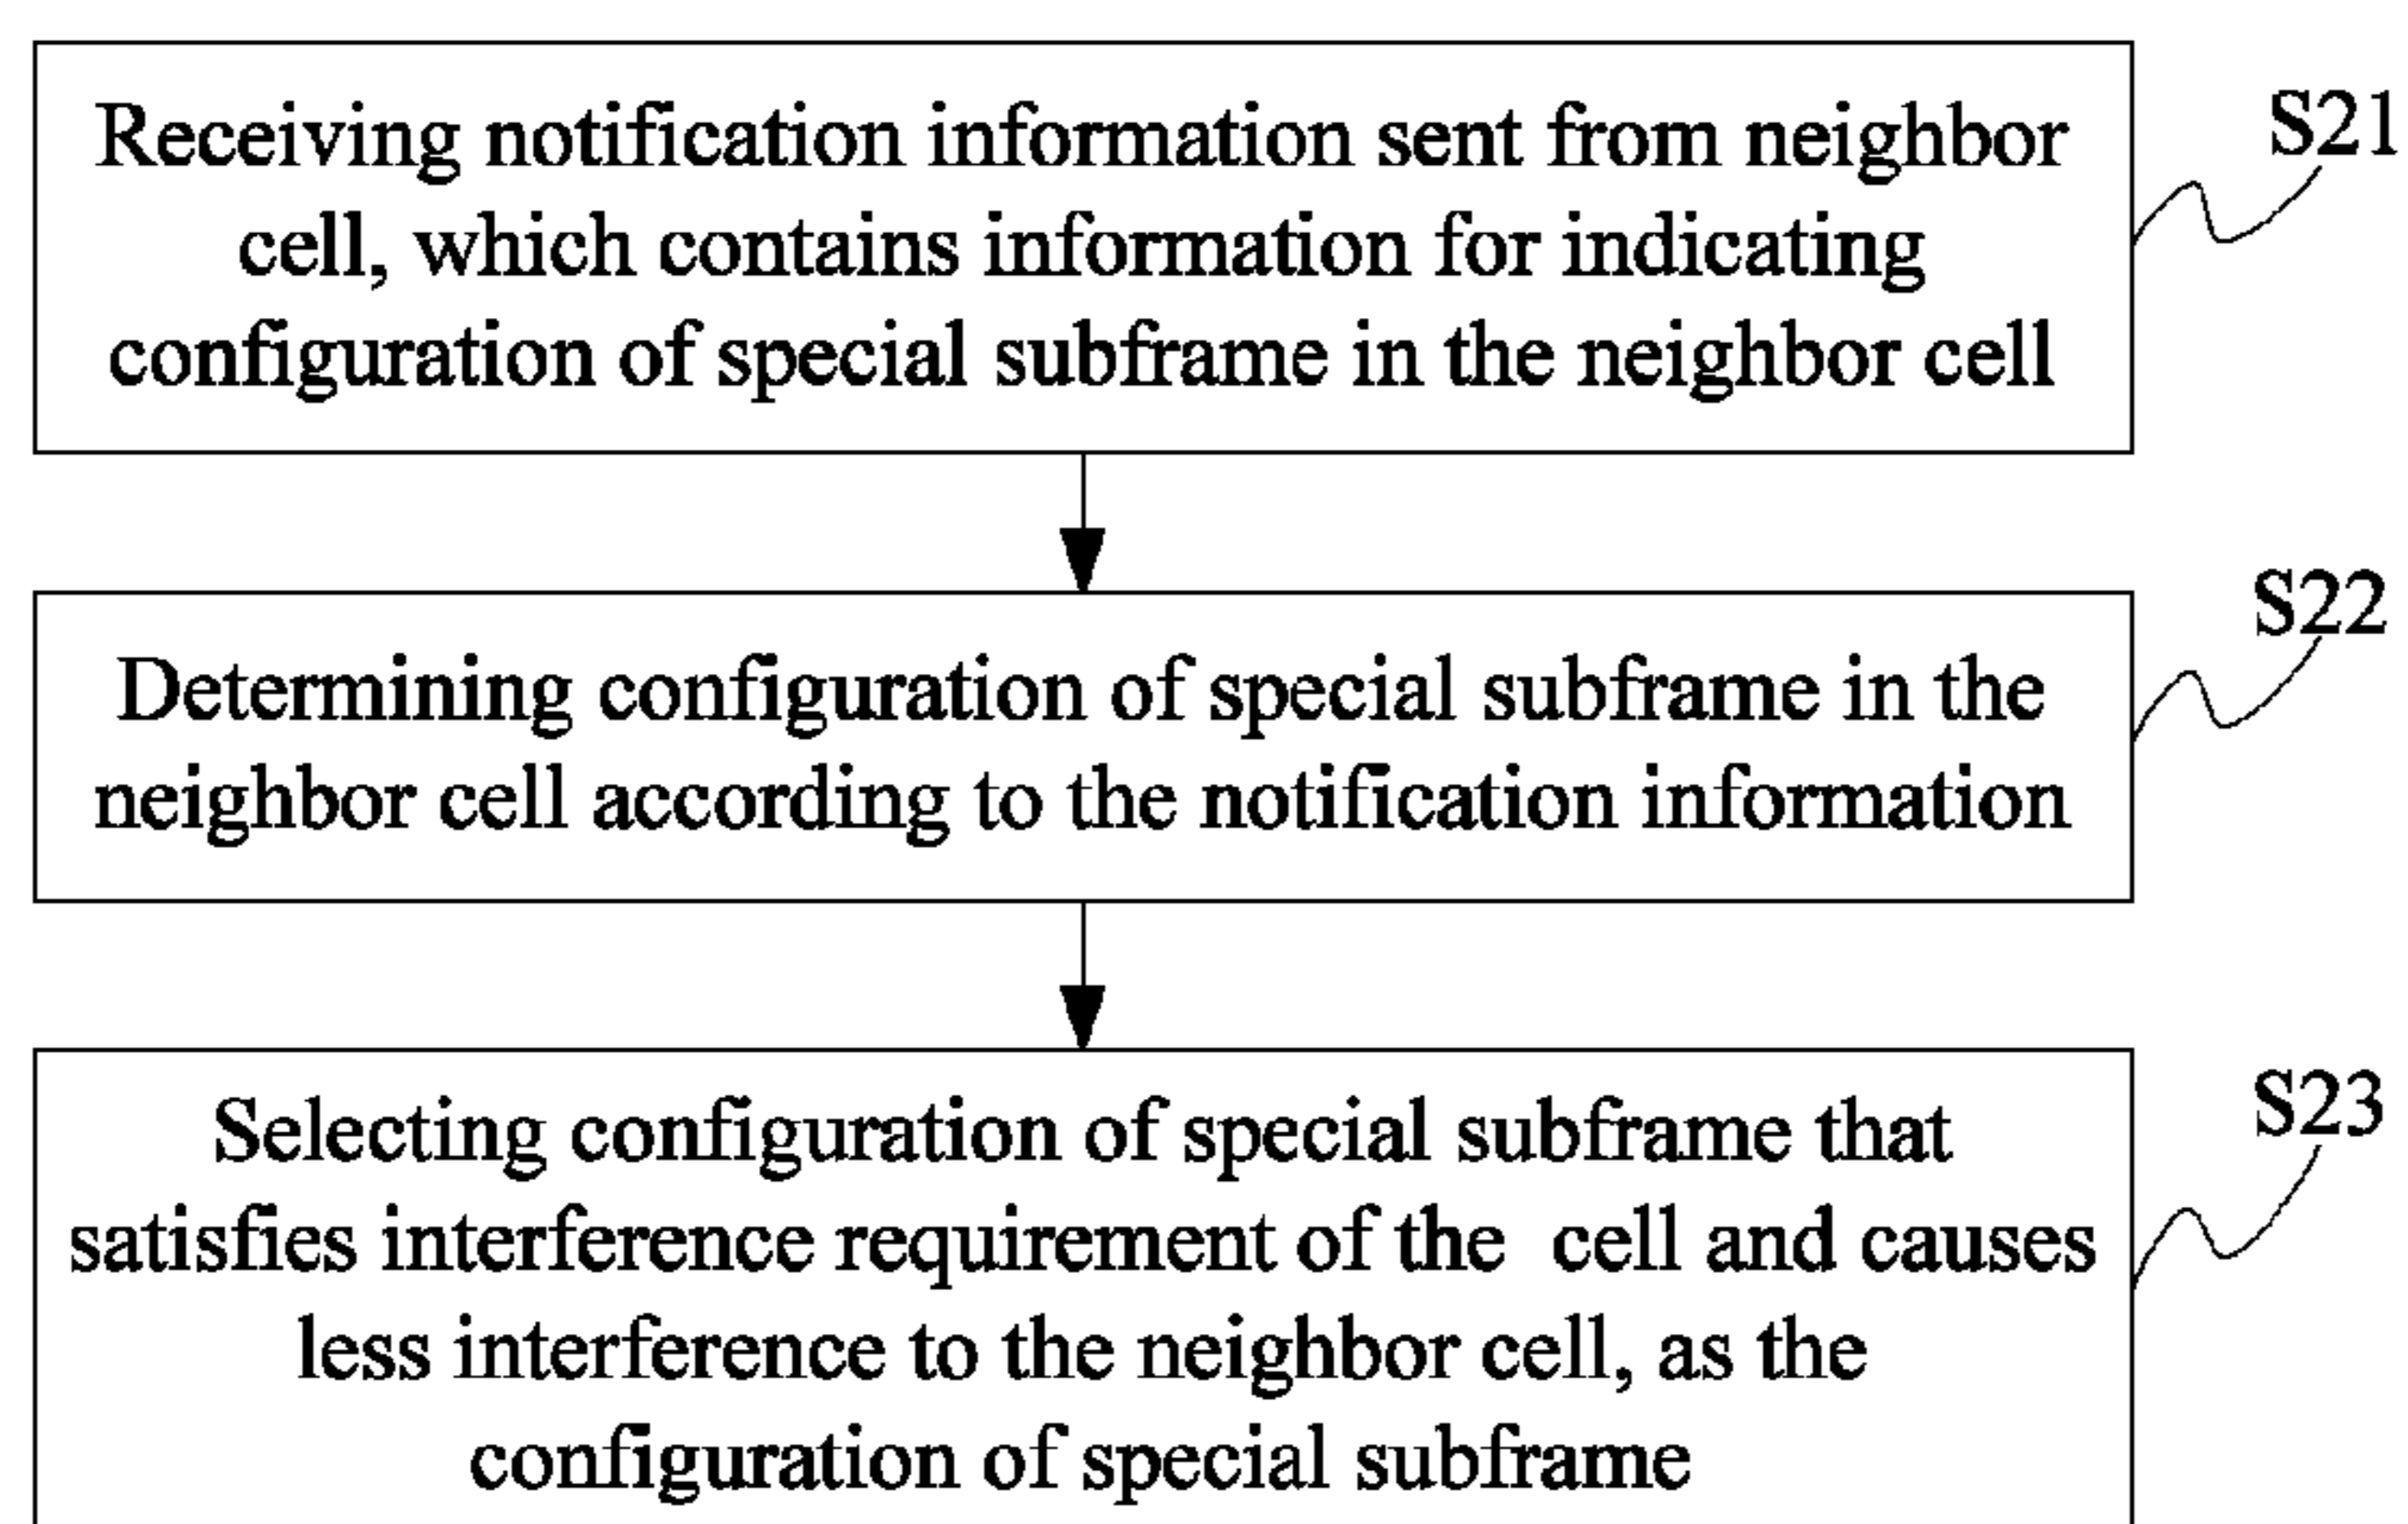 Receiving notification information sent from neighbor
cell, which contains information for indicating
configuration of special subframe in the neighbor cell
S21
Determining configuration of special subframe in the
neighbor cell according to the notification information
S22
Selecting configuration of special subframe that
satisfies interference requirement of the cell and causes
less interference to the neighbor cell, as the
configuration of special subframe
S23